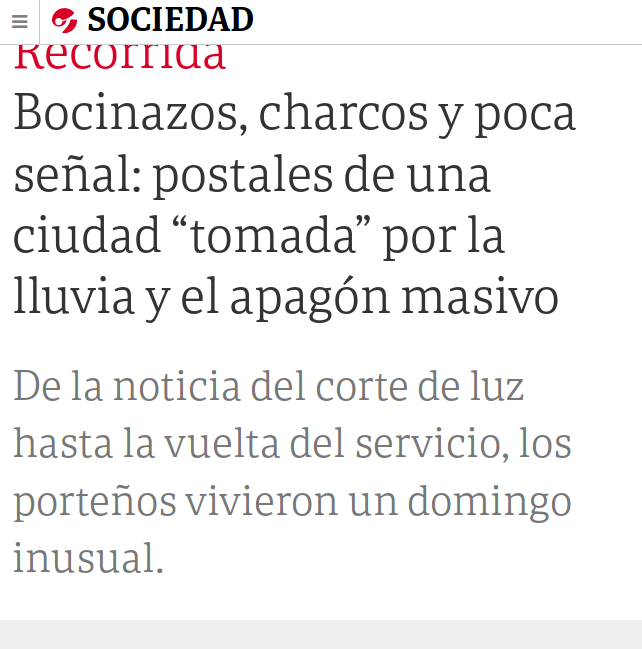 SOCIEDAD
Recorrida
Bocinazos, charcos y poca
señal: postales de una
ciudad “tomada” por la
lluvia y el apagón masivo
De la noticia del corte de luz
hasta la vuelta del servicio, los
porteños vivieron un domingo
inusual.